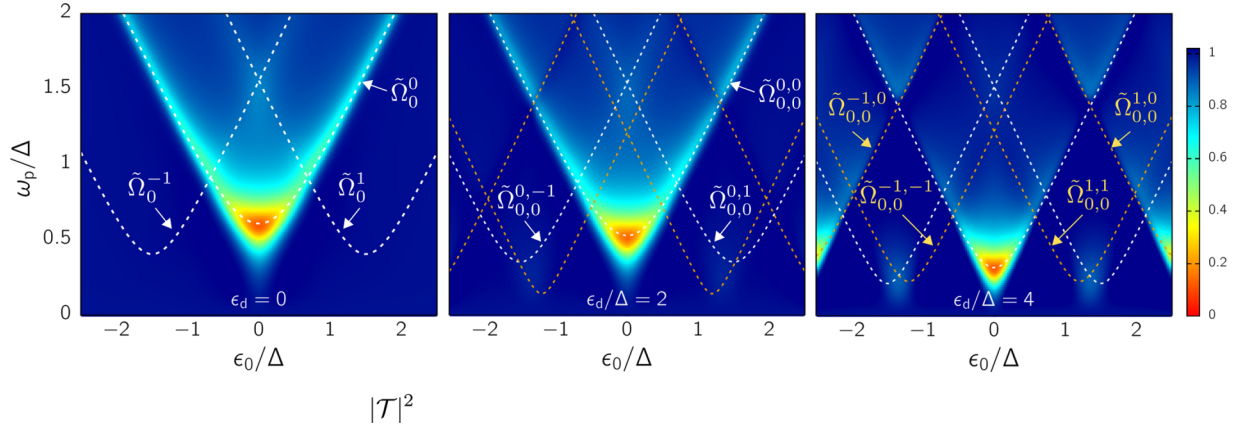 2
1.5
1
0.5
0
ω_p/Δ
Ω̃_0^0
Ω̃_0^{-1}
Ω̃_0^1
ϵ_d = 0
−2 −1 0 1 2
ϵ_0/Δ
Ω̃_{0,0}^{0,0}
Ω̃_{0,0}^{0,-1}
Ω̃_{0,0}^{0,1}
ϵ_d/Δ = 2
−2 −1 0 1 2
ϵ_0/Δ
Ω̃_{0,0}^{-1,0}
Ω̃_{0,0}^{1,0}
Ω̃_{0,0}^{-1,-1}
Ω̃_{0,0}^{1,1}
ϵ_d/Δ = 4
−2 −1 0 1 2
ϵ_0/Δ
1
0.8
0.6
0.4
0.2
0
|𝒯|^2